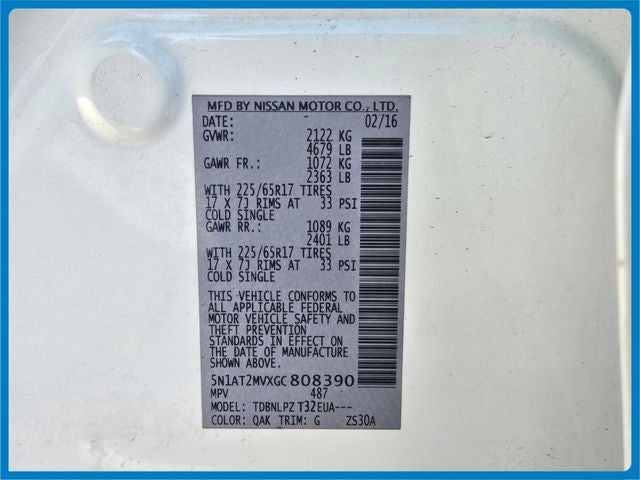 MFD BY NISSAN MOTOR CO., LTD.
DATE: 02/16
GVWR: 2122 KG
4679 LB
GAWR FR.: 1072 KG
2363 LB
WITH 225/65R17 TIRES
17 X 7J RIMS AT 33 PSI
COLD SINGLE
GAWR RR.: 1089 KG
2401 LB
WITH 225/65R17 TIRES
17 X 7J RIMS AT 33 PSI
COLD SINGLE
THIS VEHICLE CONFORMS TO
ALL APPLICABLE FEDERAL
MOTOR VEHICLE SAFETY AND
THEFT PREVENTION
STANDARDS IN EFFECT ON
THE DATE OF MANUFACTURE
SHOWN ABOVE.
5N1AT2MVXGC808390
MPV 487
MODEL: TDBNLPZ T32EUA---
COLOR: QAK TRIM: G ZS30A